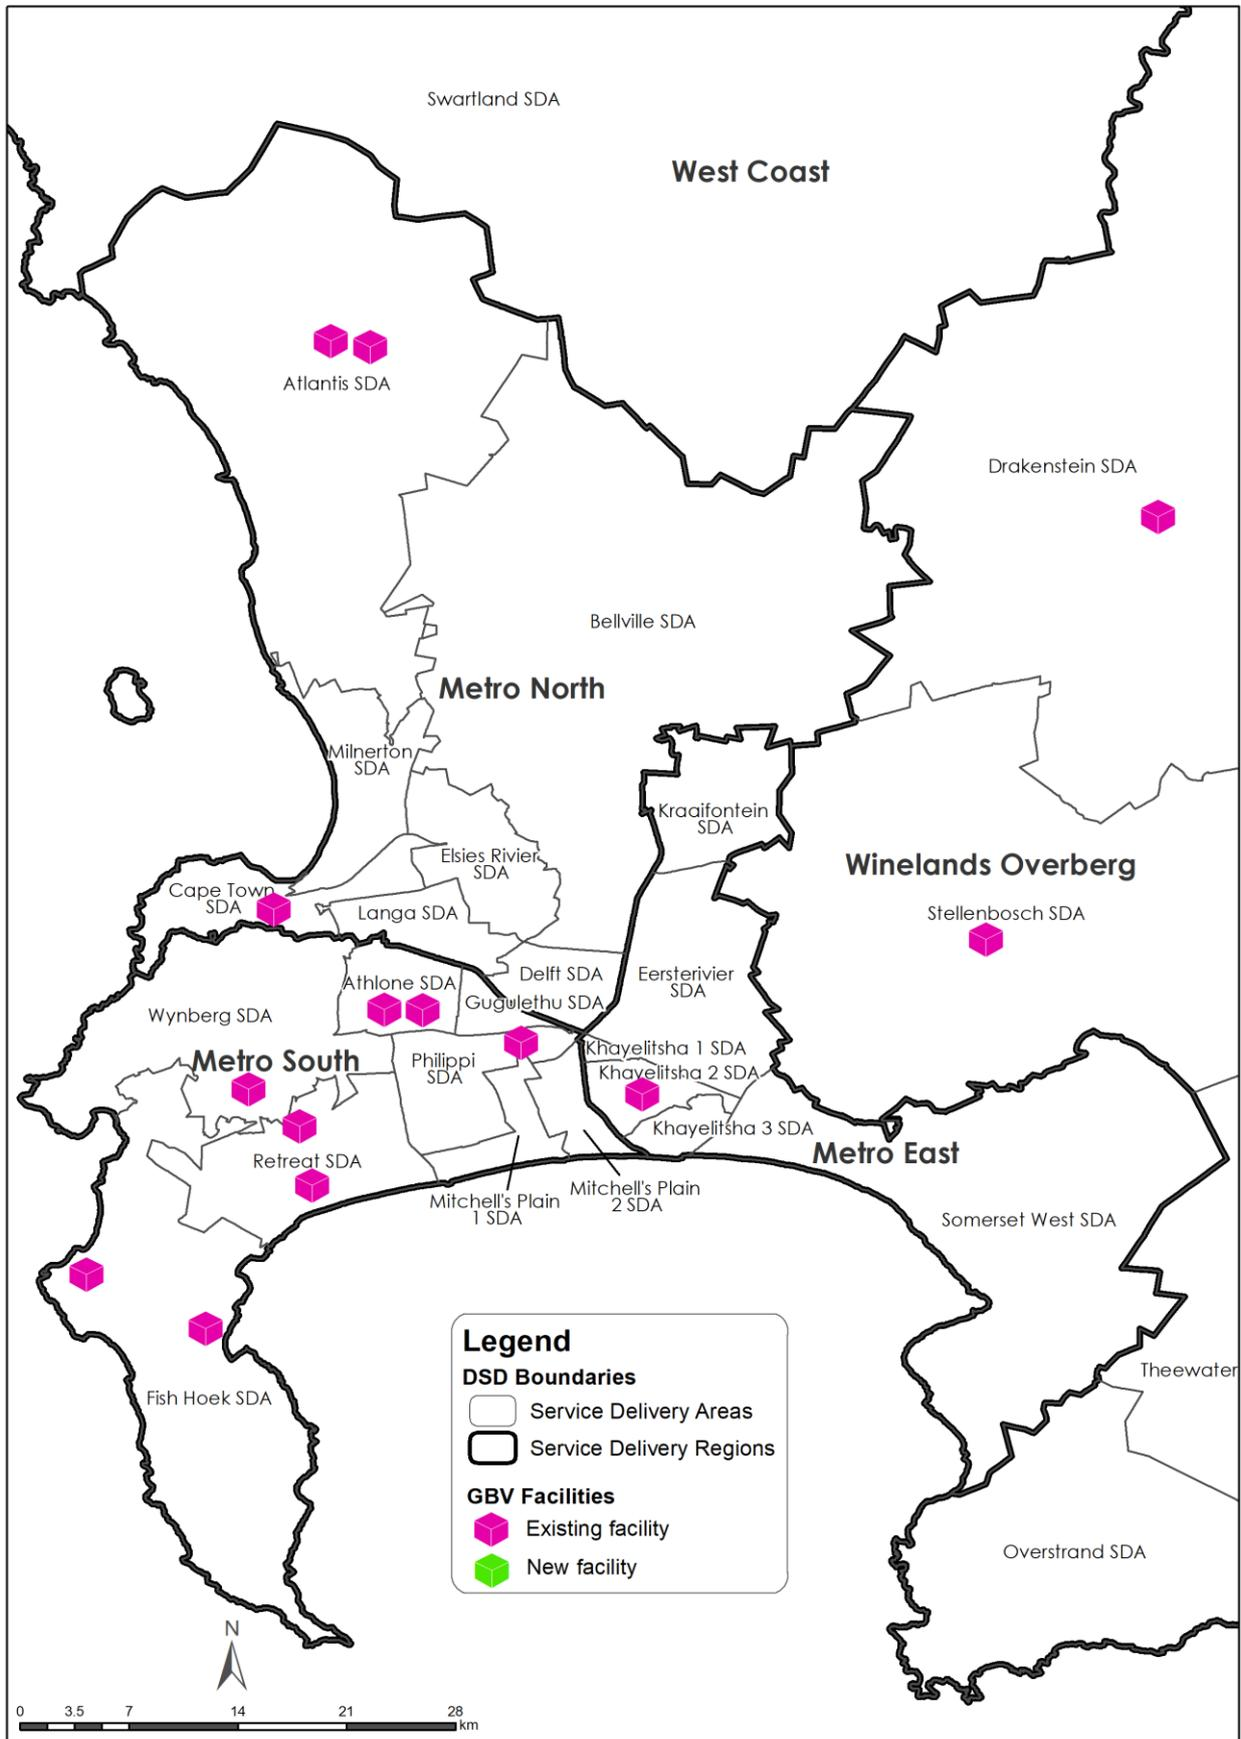 Swartland SDA
West Coast
Atlantis SDA
Drakenstein SDA
Bellville SDA
Metro North
Milnerton
SDA
Kraaifontein
SDA
Elsies Rivier
SDA
Winelands Overberg
Cape Town
SDA
Langa SDA
Stellenbosch SDA
Delft SDA
Eersterivier
SDA
Athlone SDA
Gugulethu SDA
Wynberg SDA
Metro South
Philippi
SDA
Khayelitsha 1 SDA
Khayelitsha 2 SDA
Khayelitsha 3 SDA
Metro East
Retreat SDA
Mitchell's Plain
1 SDA
Mitchell's Plain
2 SDA
Somerset West SDA
Theewater
Fish Hoek SDA
Overstrand SDA
Legend
DSD Boundaries
Service Delivery Areas
Service Delivery Regions
GBV Facilities
Existing facility
New facility
N
0 3.5 7 14 21 28
km